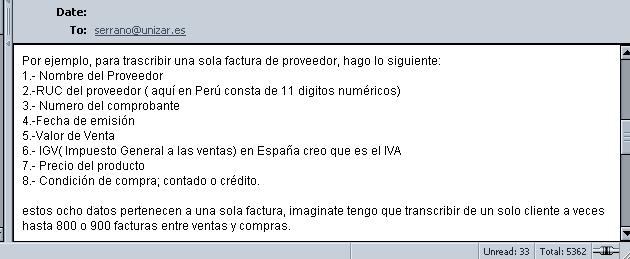 Date:
To: serrano@unizar.es
Por ejemplo, para trascribir una sola factura de proveedor, hago lo siguiente:
1.- Nombre del Proveedor
2.-RUC del proveedor ( aquí en Perú consta de 11 digitos numéricos)
3.- Numero del comprobante
4.-Fecha de emisión
5.-Valor de Venta
6.- IGV( Impuesto General a las ventas) en España creo que es el IVA
7.- Precio del producto
8.- Condición de compra; contado o crédito.
estos ocho datos pertenecen a una sola factura, imaginate tengo que transcribir de un solo cliente a veces
hasta 800 o 900 facturas entre ventas y compras.
Unread: 33 Total: 5362